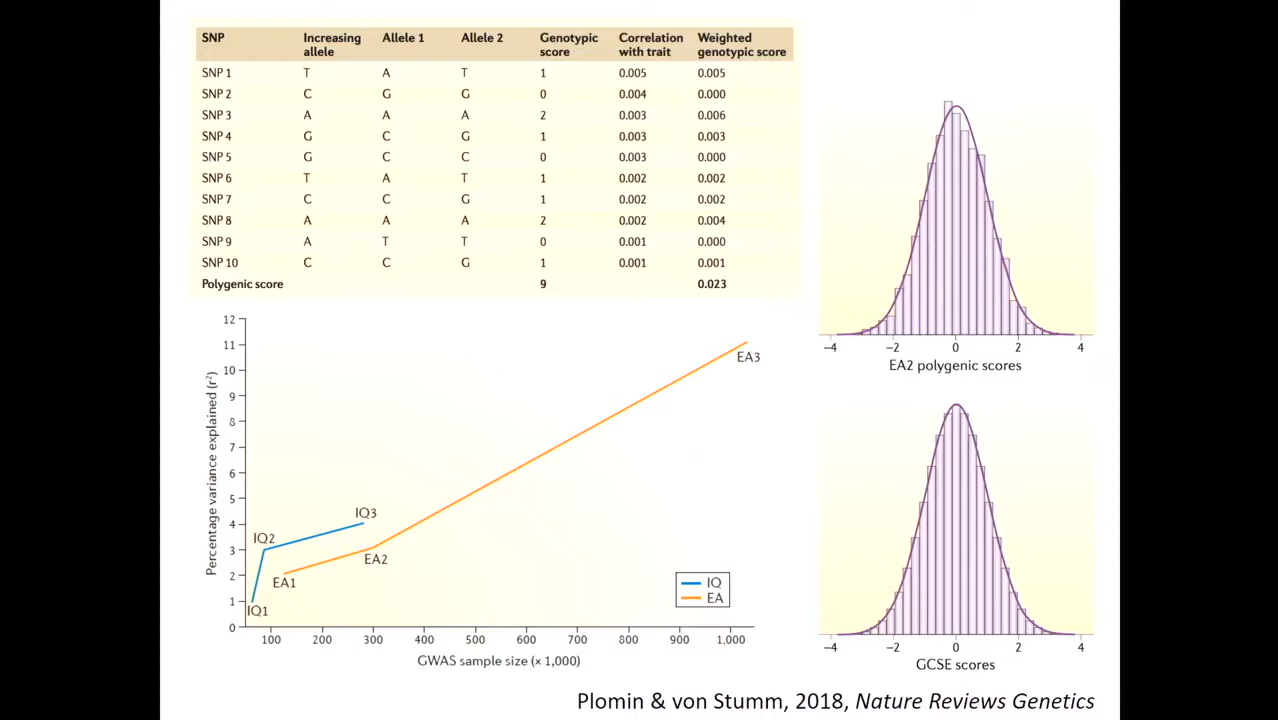 SNP Increasing allele Allele 1 Allele 2 Genotypic score Correlation with trait Weighted genotypic score
SNP 1 T A T 1 0.005 0.005
SNP 2 C G G 0 0.004 0.000
SNP 3 A A A 2 0.003 0.006
SNP 4 G C G 1 0.003 0.003
SNP 5 G C C 0 0.003 0.000
SNP 6 T A T 1 0.002 0.002
SNP 7 C C G 1 0.002 0.002
SNP 8 A A A 2 0.002 0.004
SNP 9 A T T 0 0.001 0.000
SNP 10 C C G 1 0.001 0.001
Polygenic score 9 0.023
Percentage variance explained (r²)
12
11
10
9
8
7
6
5
4
3
2
1
0
IQ1
IQ2
IQ3
EA1
EA2
EA3
IQ
EA
100 200 300 400 500 600 700 800 900 1.000
GWAS sample size (× 1,000)
−4 −2 0 2 4
EA2 polygenic scores
−4 −2 0 2 4
GCSE scores
Plomin & von Stumm, 2018, Nature Reviews Genetics